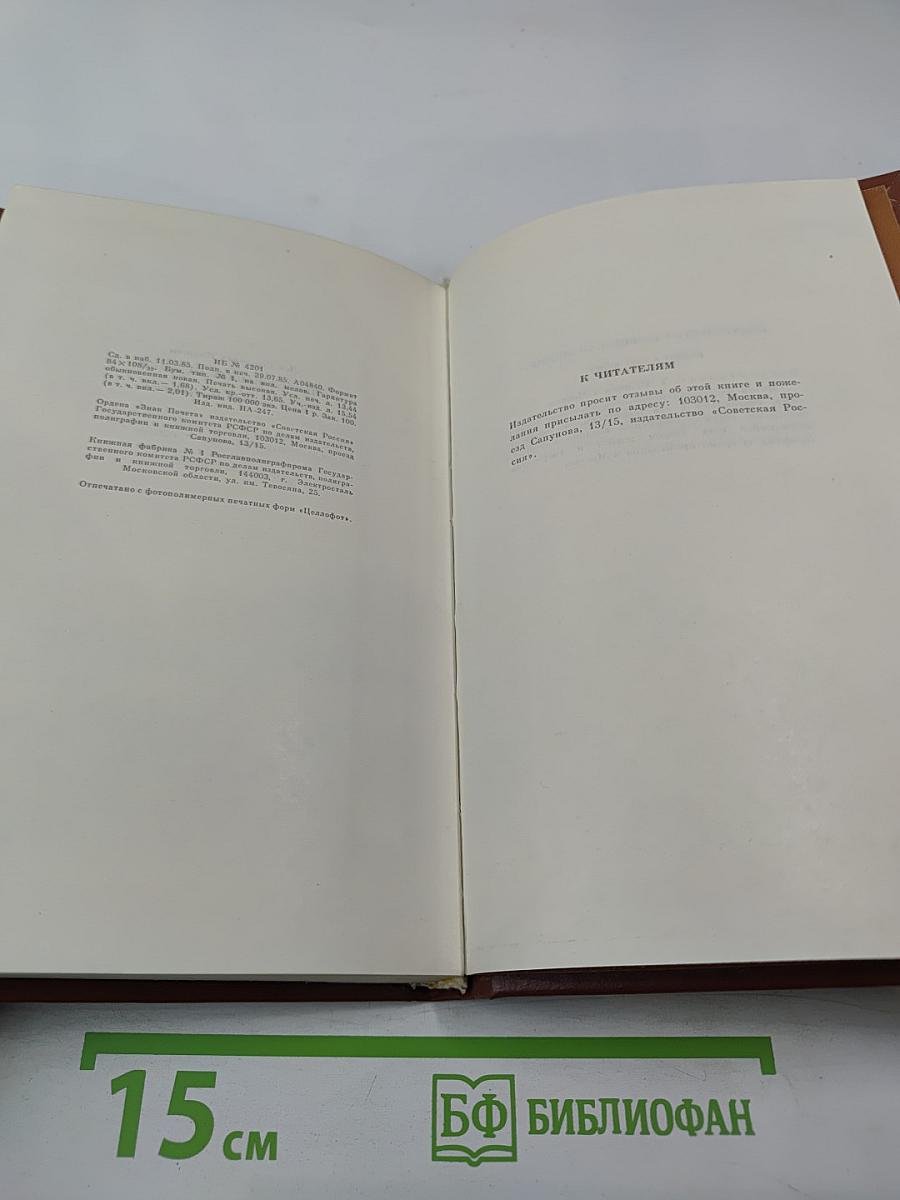 ИБ № 4201
Сд. в наб. 11.03.85. Подп. в печ. 29.07.85. А04840. Формат
84×108/32. Бум. тип. № 1, на вкл. мелов. Гарнитура
обыкновенная новая. Печать высокая. Усл. печ. л. 13,44
(в т. ч. вкл.— 1,68). Усл. кр.-отт. 13,65. Уч.-изд. л. 15,54
(в т. ч. вкл.— 2,01). Тираж 100 000 экз. Цена 1 р. Зак. 100.
Изд. инд. НА-247.
Ордена «Знак Почета» издательство «Советская Россия»
Государственного комитета РСФСР по делам издательств,
полиграфии и книжной торговли, 103012, Москва, проезд
Сапунова, 13/15.
Книжная фабрика № 1 Росглавполиграфпрома Государ-
ственного комитета РСФСР по делам издательств, полигра-
фии и книжной торговли, 144003, г. Электросталь
Московской области, ул. им. Тевосяна, 25.
Отпечатано с фотополимерных печатных форм «Целлофот».
К ЧИТАТЕЛЯМ
Издательство просит отзывы об этой книге и поже-
лания присылать по адресу: 103012, Москва, про-
езд Сапунова, 13/15, издательство «Советская Рос-
сия».
15 см
БФ БИБЛИОФАН